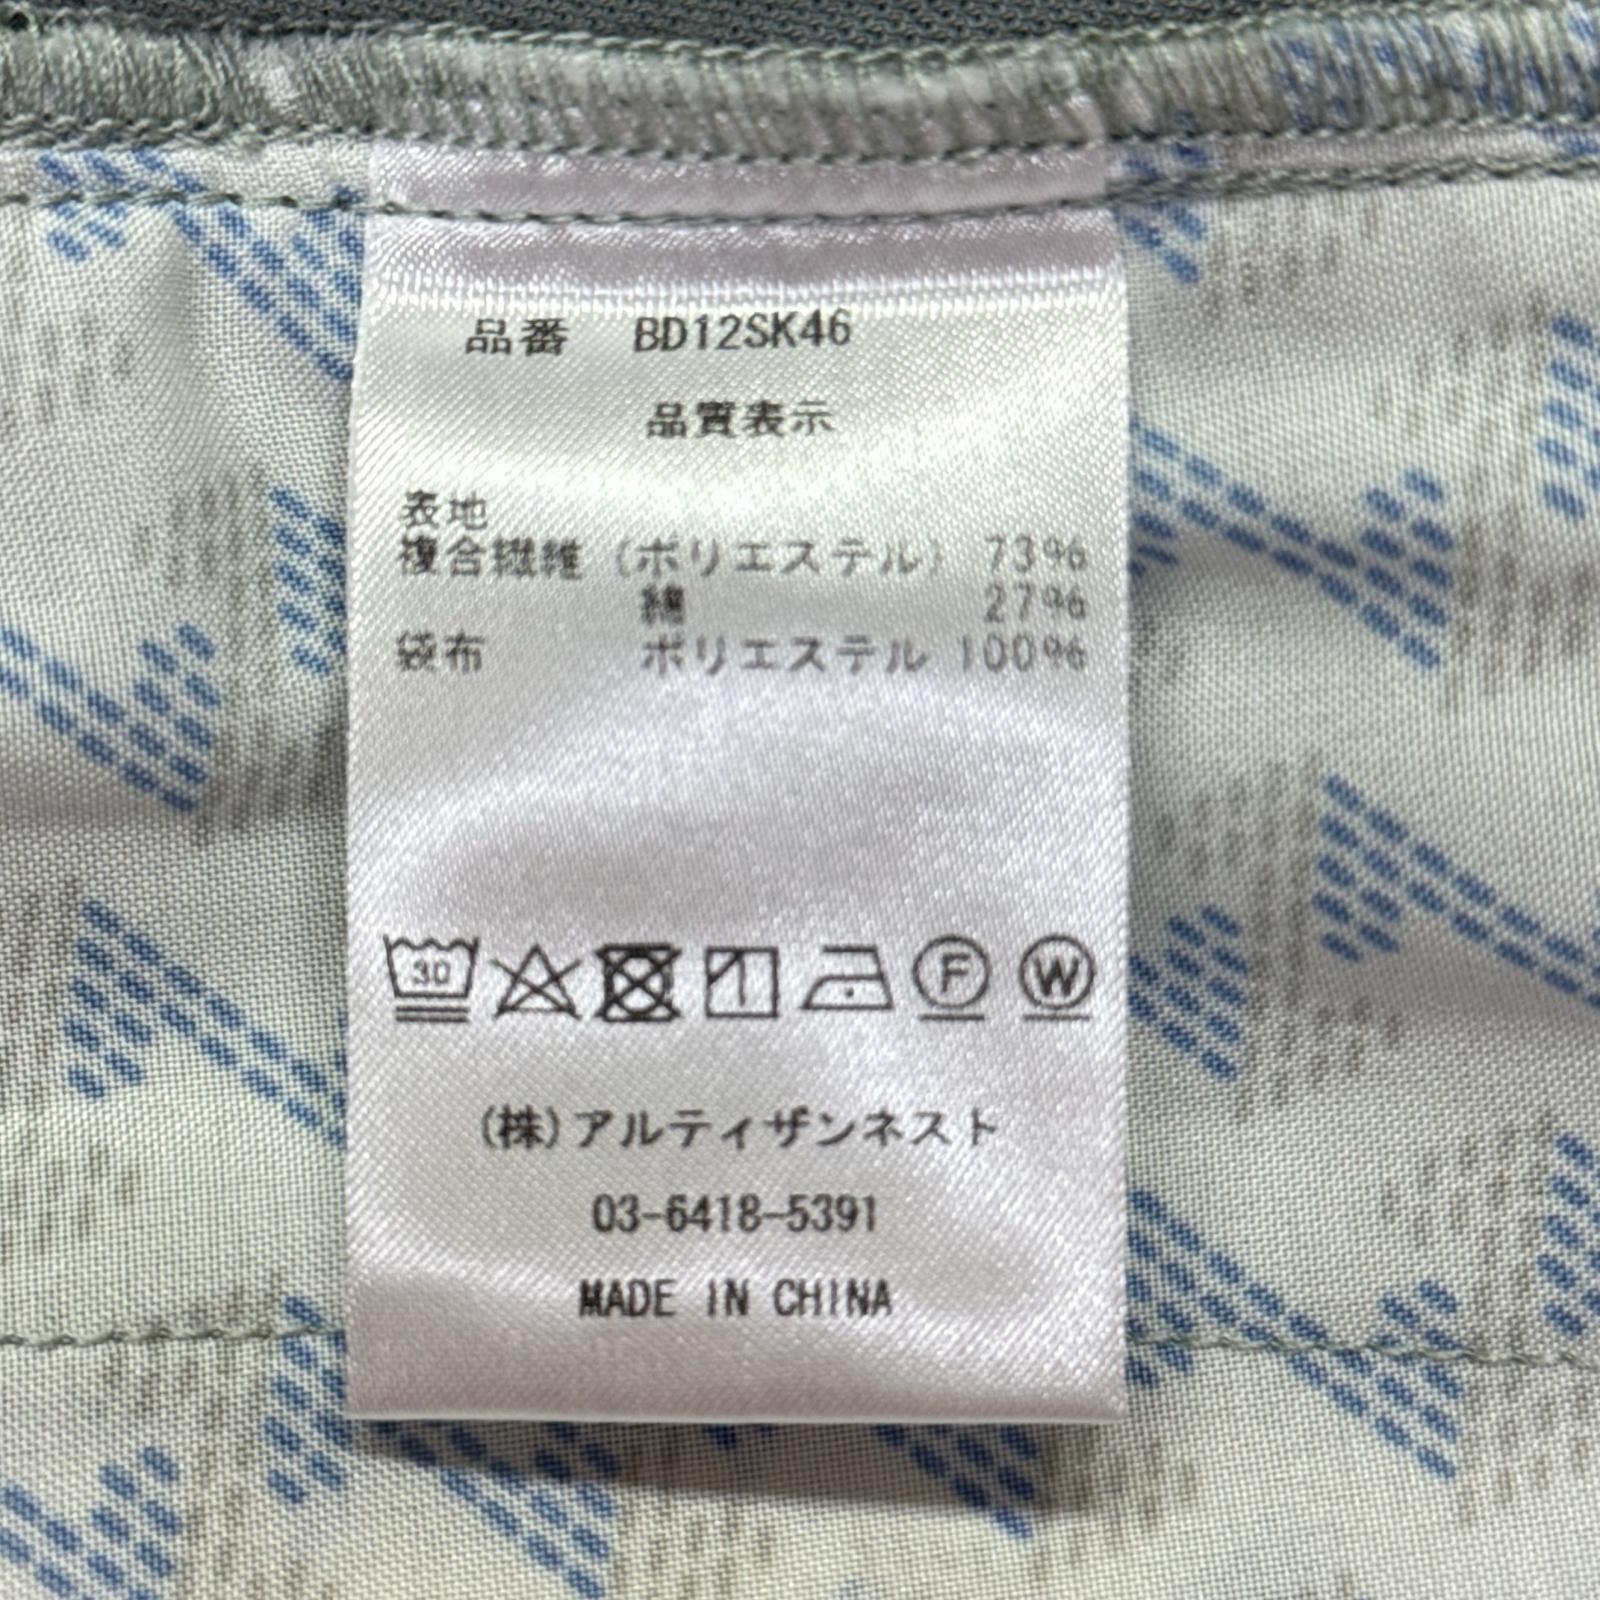 品番 BD12SK46
品質表示
表地
複合繊維（ポリエステル） 73%
綿 27%
袋布 ポリエステル 100%
30
F W
(株)アルティザンネスト
03-6418-5391
MADE IN CHINA